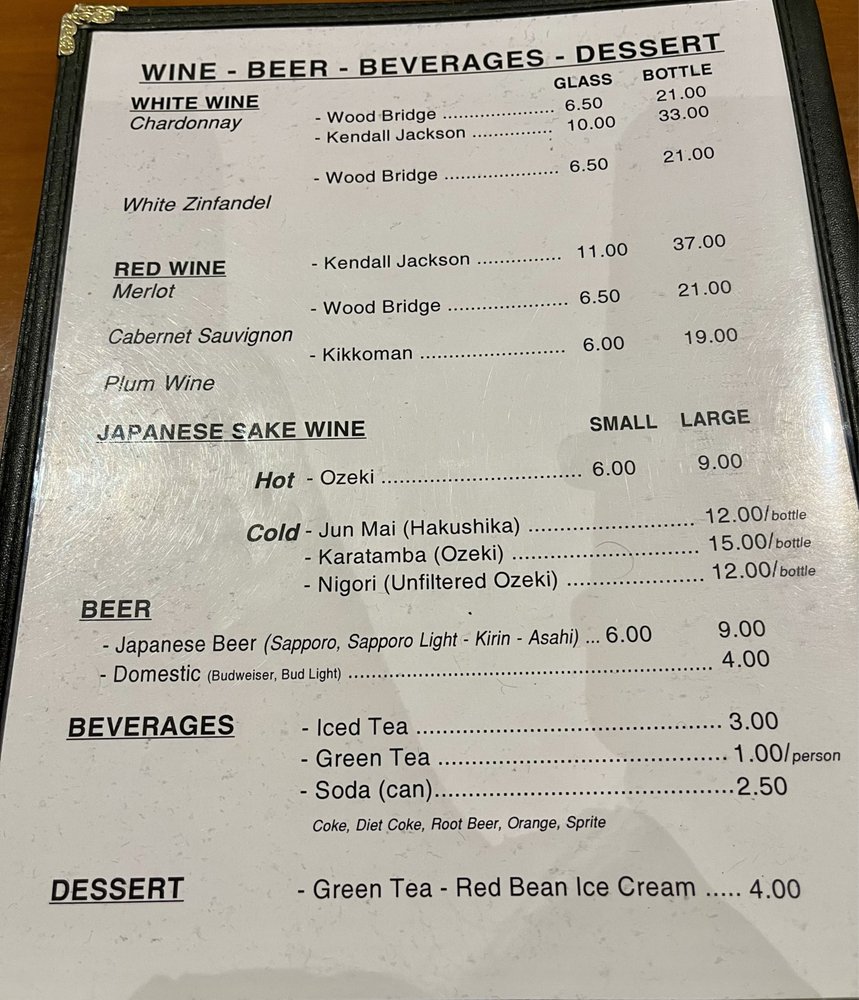 WINE - BEER - BEVERAGES - DESSERT
GLASS BOTTLE
WHITE WINE
Chardonnay - Wood Bridge ..................... 6.50 21.00
- Kendall Jackson ............... 10.00 33.00
- Wood Bridge ..................... 6.50 21.00
White Zinfandel
RED WINE - Kendall Jackson ............... 11.00 37.00
Merlot
- Wood Bridge ...................... 6.50 21.00
Cabernet Sauvignon
- Kikkoman .......................... 6.00 19.00
Plum Wine
JAPANESE SAKE WINE SMALL LARGE
Hot - Ozeki ................................. 6.00 9.00
Cold - Jun Mai (Hakushika) ........................... 12.00/bottle
- Karatamba (Ozeki) .............................. 15.00/bottle
- Nigori (Unfiltered Ozeki) ...................... 12.00/bottle
BEER
- Japanese Beer (Sapporo, Sapporo Light - Kirin - Asahi) ... 6.00 9.00
- Domestic (Budweiser, Bud Light) ............................................................ 4.00
BEVERAGES - Iced Tea ............................................. 3.00
- Green Tea .......................................... 1.00/person
- Soda (can)........................................... 2.50
Coke, Diet Coke, Root Beer, Orange, Sprite
DESSERT - Green Tea - Red Bean Ice Cream ..... 4.00